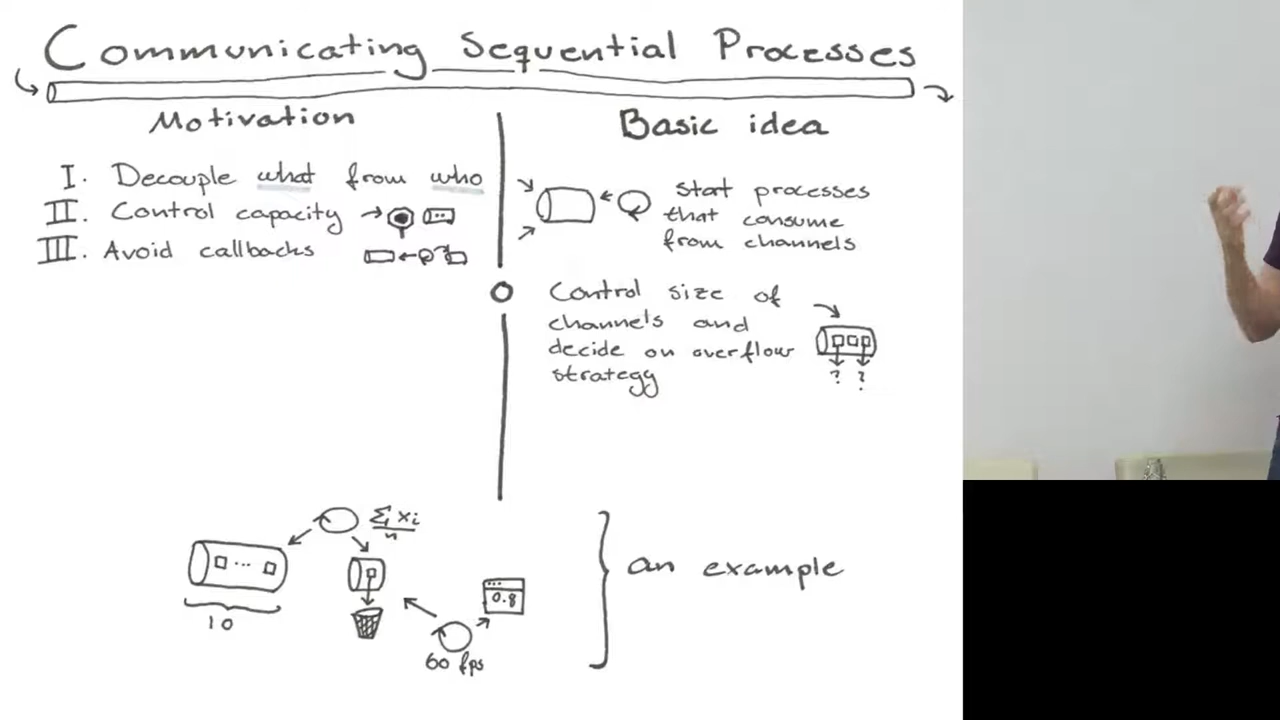 Communicating Sequential Processes
Motivation
I. Decouple what from who
II. Control capacity
III. Avoid callbacks
Basic idea
start processes
that consume
from channels
Control size of
channels and
decide on overflow
strategy
? ?
Σ xi
n
...
10
0.8
60 fps
an example